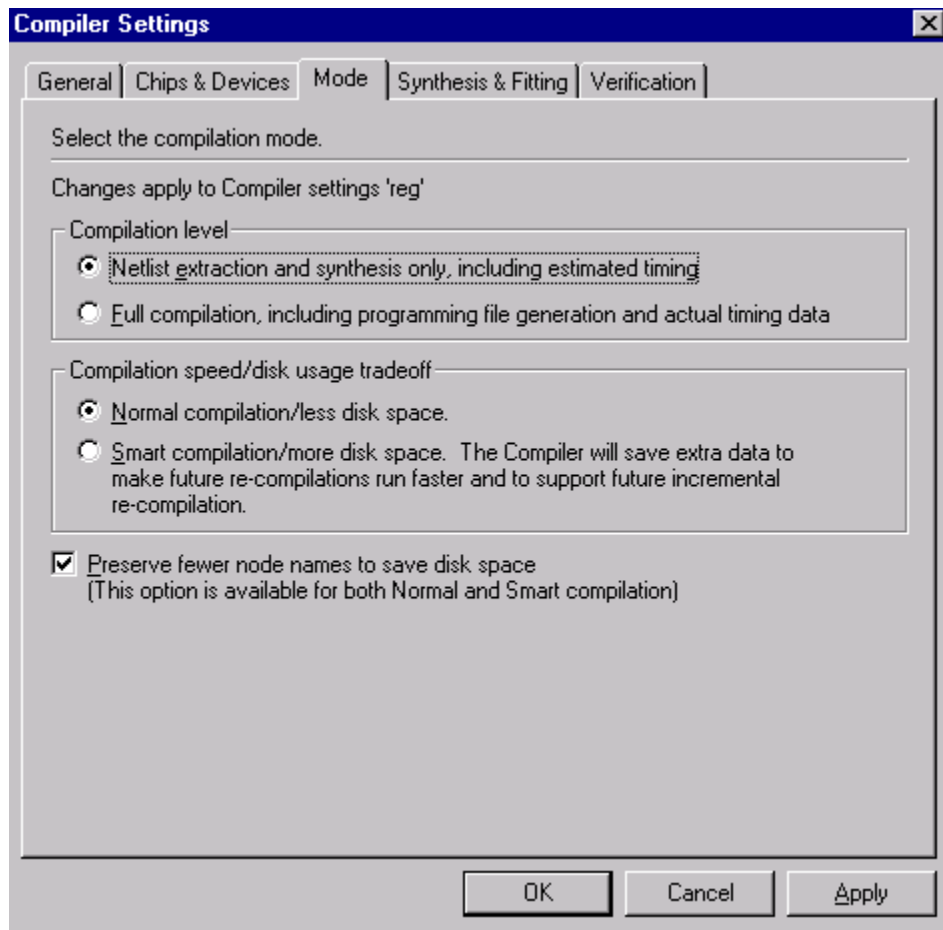 Compiler Settings
General Chips & Devices Mode Synthesis & Fitting Verification
Select the compilation mode.
Changes apply to Compiler settings 'reg'
Compilation level
Netlist extraction and synthesis only, including estimated timing
Full compilation, including programming file generation and actual timing data
Compilation speed/disk usage tradeoff
Normal compilation/less disk space.
Smart compilation/more disk space.  The Compiler will save extra data to
make future re-compilations run faster and to support future incremental
re-compilation.
Preserve fewer node names to save disk space
(This option is available for both Normal and Smart compilation)
OK Cancel Apply